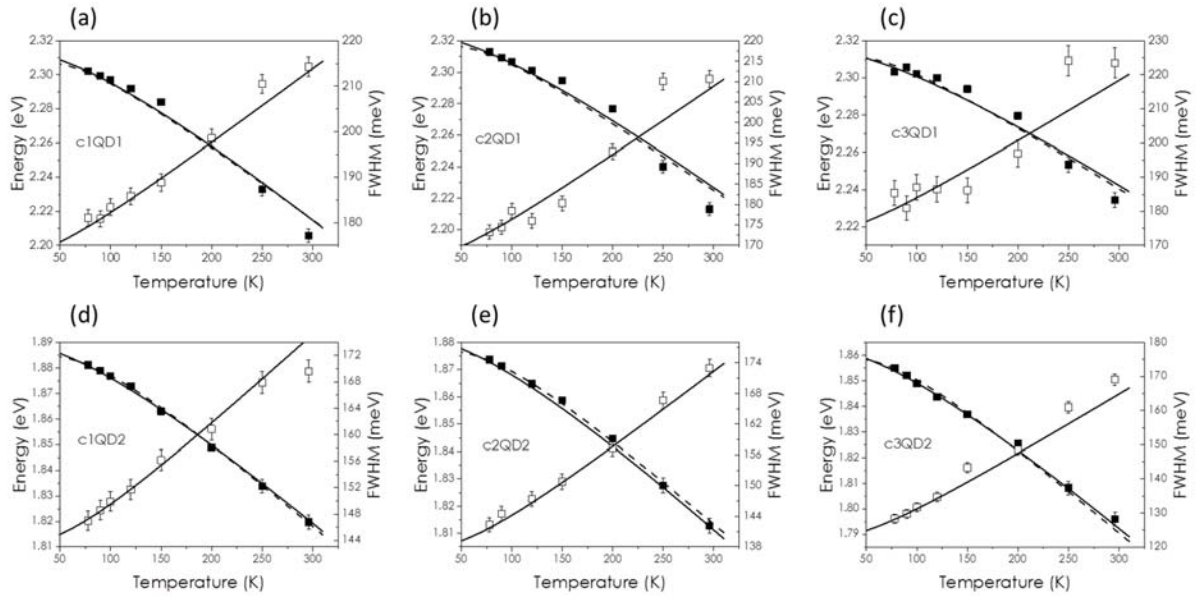 (a)
2.32
2.30
2.28
2.26
2.24
2.22
2.20
Energy (eV)
c1QD1
220
210
200
190
180
FWHM (meV)
50 100 150 200 250 300
Temperature (K)
(b)
2.32
2.30
2.28
2.26
2.24
2.22
2.20
Energy (eV)
c2QD1
220
215
210
205
200
195
190
185
180
175
170
FWHM (meV)
50 100 150 200 250 300
Temperature (K)
(c)
2.32
2.30
2.28
2.26
2.24
2.22
Energy (eV)
c3QD1
230
220
210
200
190
180
170
FWHM (meV)
50 100 150 200 250 300
Temperature (K)
(d)
1.89
1.88
1.87
1.86
1.85
1.84
1.83
1.82
1.81
Energy (eV)
c1QD2
172
168
164
160
156
152
148
144
FWHM (meV)
50 100 150 200 250 300
Temperature (K)
(e)
1.88
1.87
1.86
1.85
1.84
1.83
1.82
1.81
Energy (eV)
c2QD2
174
168
162
156
150
144
138
FWHM (meV)
50 100 150 200 250 300
Temperature (K)
(f)
1.86
1.85
1.84
1.83
1.82
1.81
1.80
1.79
Energy (eV)
c3QD2
180
170
160
150
140
130
120
FWHM (meV)
50 100 150 200 250 300
Temperature (K)